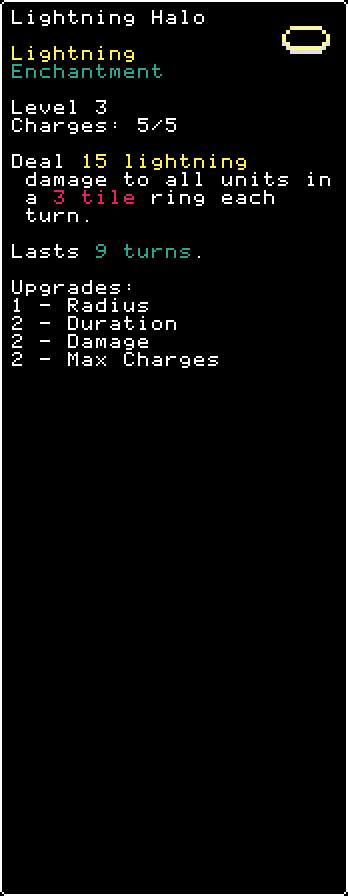 Lightning Halo
Lightning
Enchantment
Level 3
Charges: 5/5
Deal 15 lightning
damage to all units in
a 3 tile ring each
turn.
Lasts 9 turns.
Upgrades:
1 - Radius
2 - Duration
2 - Damage
2 - Max Charges